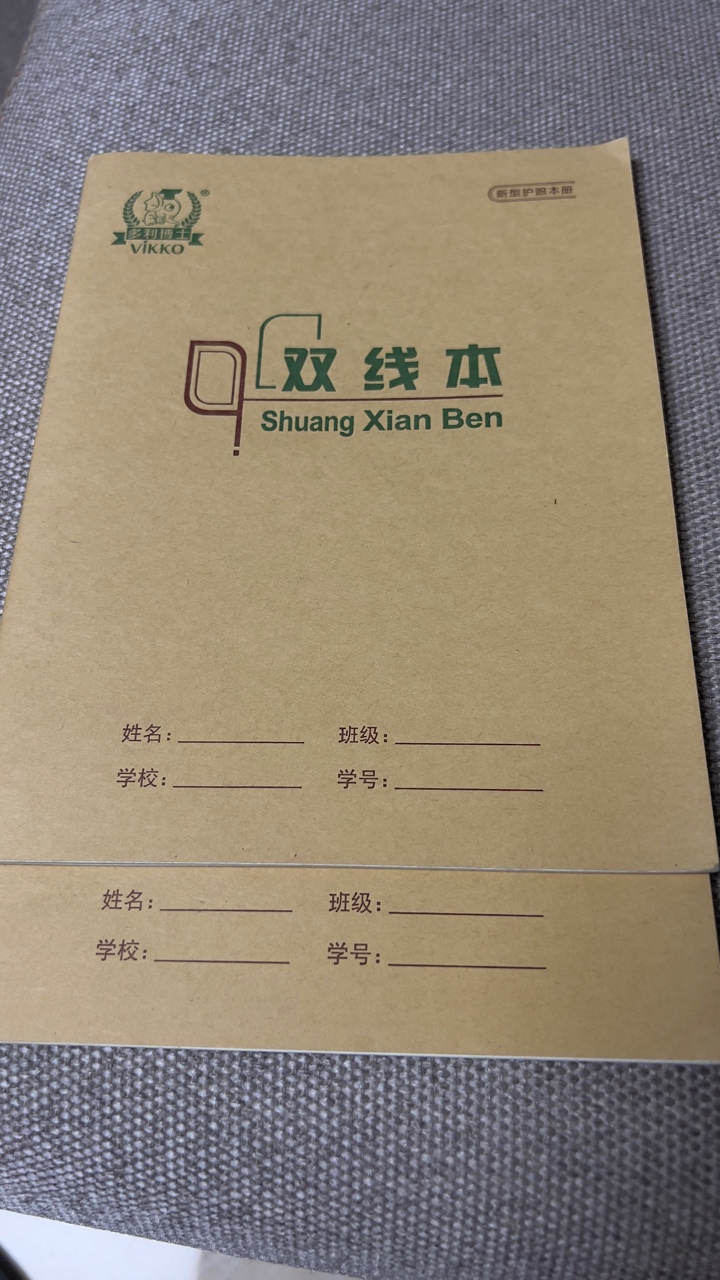 新型护眼本册
®
多利博士
VIKKO
双线本
Shuang Xian Ben
姓名：
班级：
学校：
学号：
姓名：
班级：
学校：
学号：